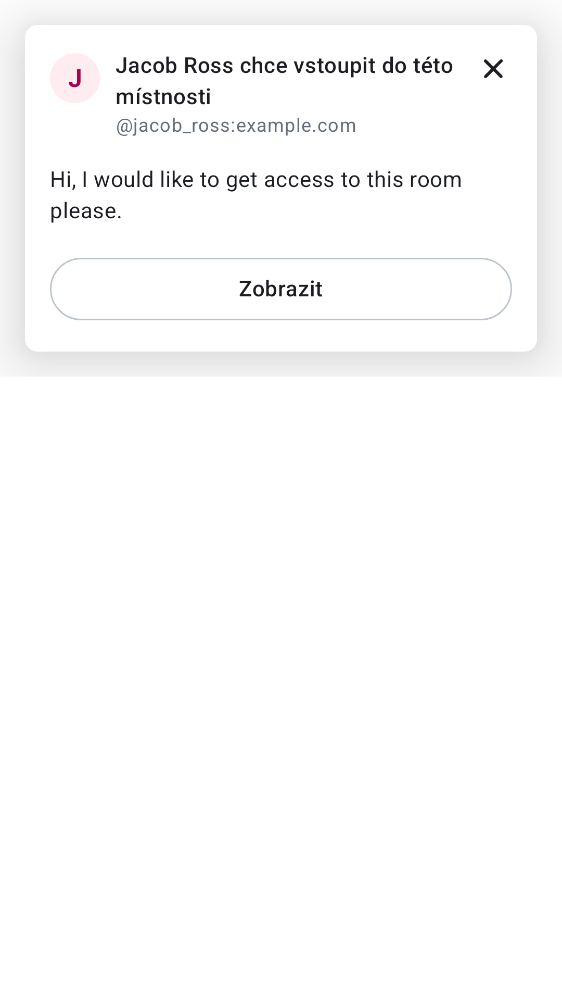 J
Jacob Ross chce vstoupit do této
místnosti
@jacob_ross:example.com
Hi, I would like to get access to this room
please.
Zobrazit